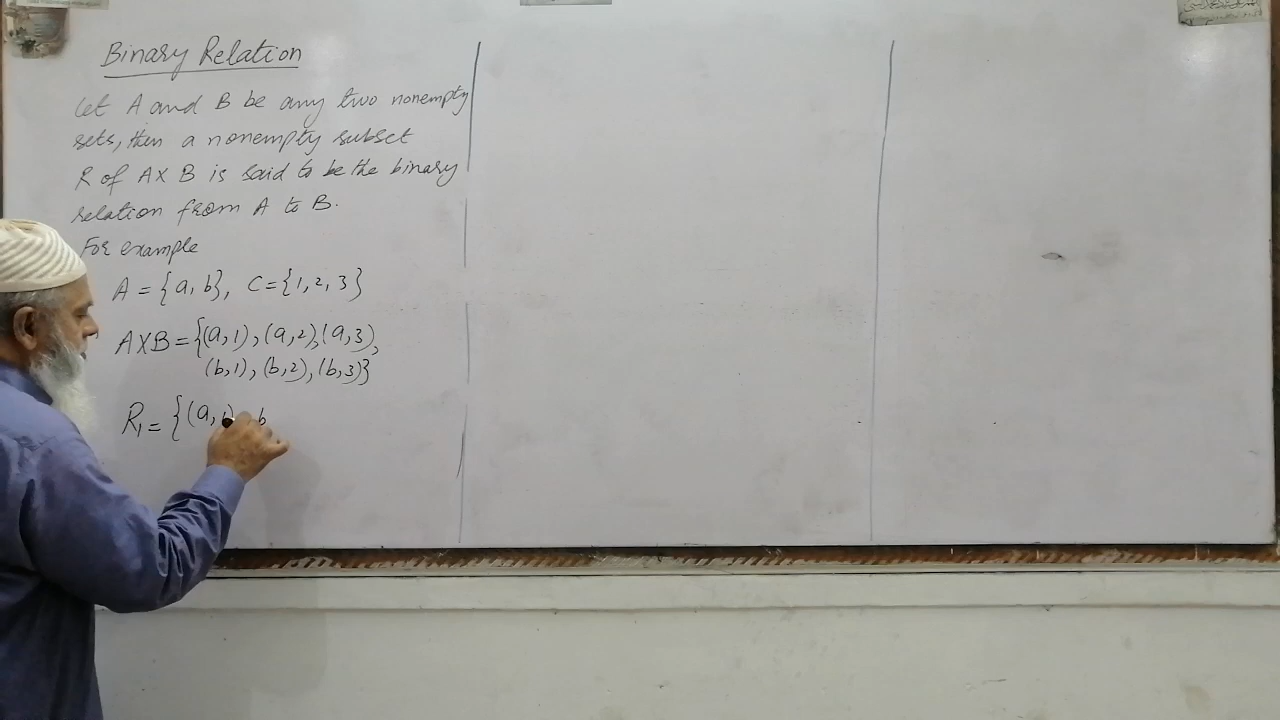 Binary Relation
Let A and B be any two nonempty
sets, then a nonempty subset
R of A X B is said to be the binary
relation from A to B.
For example
A = {a, b}, C = {1, 2, 3}
A X B = {(a, 1), (a, 2), (a, 3),
(b, 1), (b, 2), (b, 3)}
R₁ = {(a, b